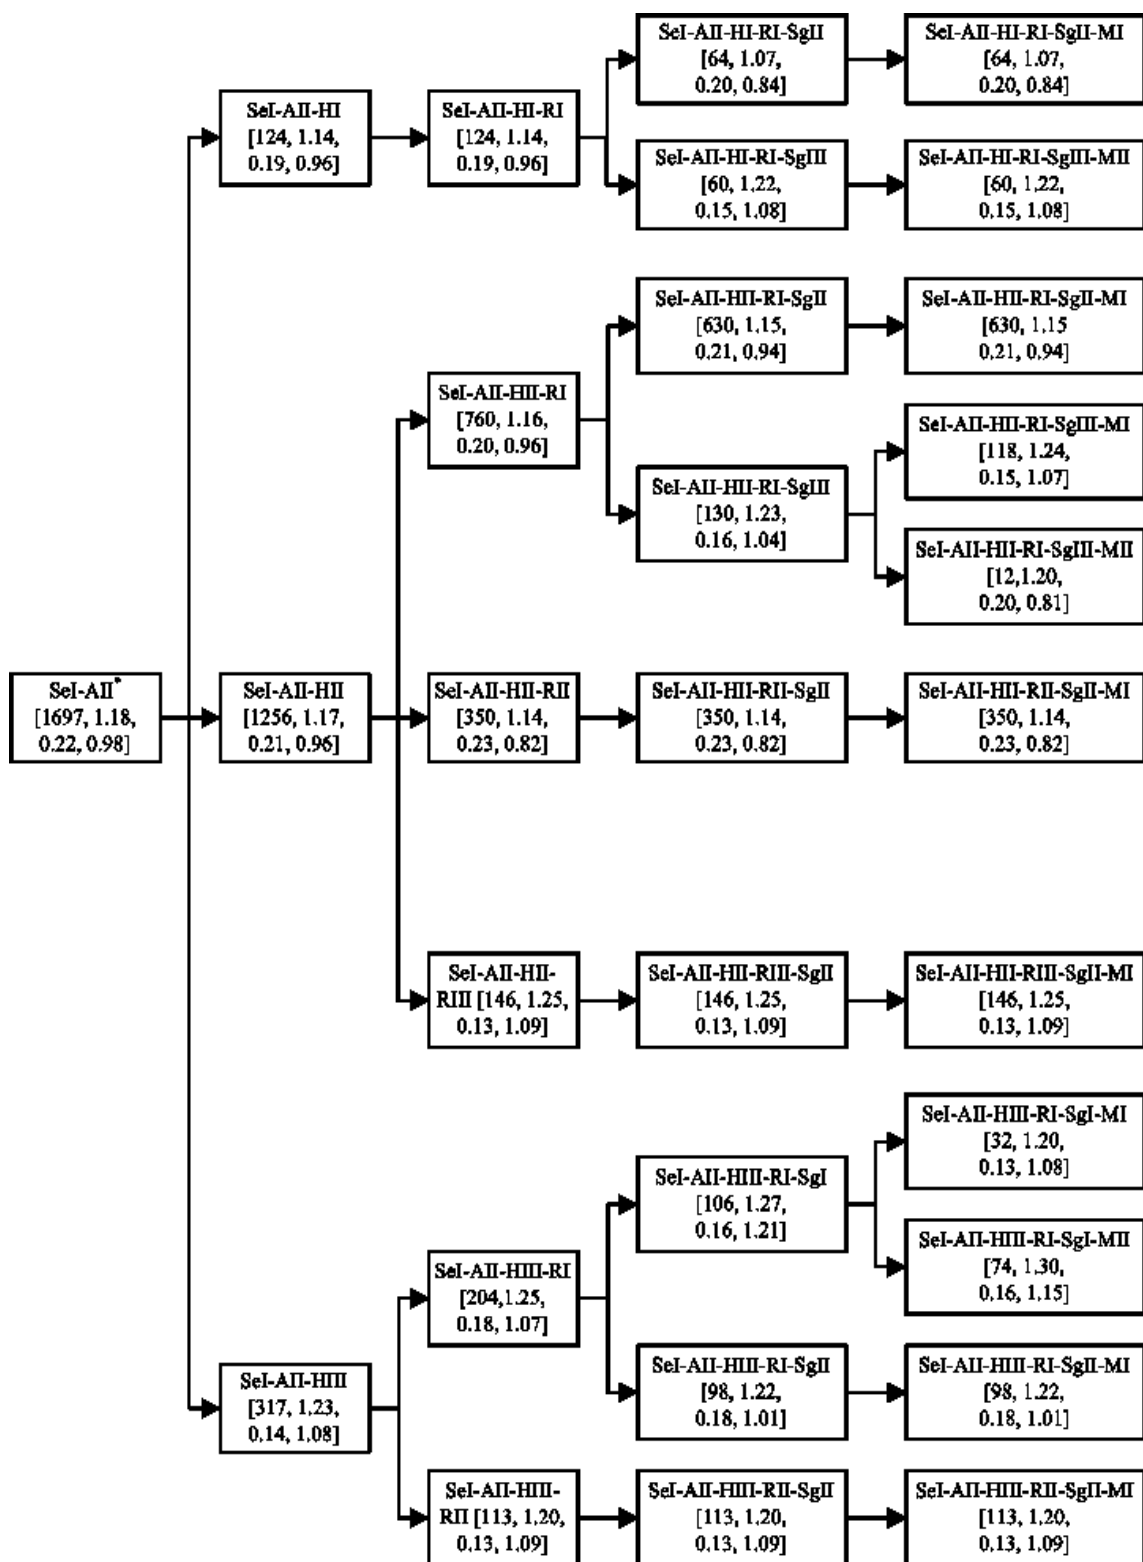 SeI-AII-HI-RI-SgII
[64, 1.07,
0.20, 0.84]
SeI-AII-HI-RI-SgII-MI
[64, 1.07,
0.20, 0.84]
SeI-AII-HI
[124, 1.14,
0.19, 0.96]
SeI-AII-HI-RI
[124, 1.14,
0.19, 0.96]
SeI-AII-HI-RI-SgIII
[60, 1.22,
0.15, 1.08]
SeI-AII-HI-RI-SgIII-MII
[60, 1.22,
0.15, 1.08]
SeI-AII-HII-RI-SgII
[630, 1.15,
0.21, 0.94]
SeI-AII-HII-RI-SgII-MI
[630, 1.15
0.21, 0.94]
SeI-AII-HII-RI
[760, 1.16,
0.20, 0.96]
SeI-AII-HII-RI-SgIII-MI
[118, 1.24,
0.15, 1.07]
SeI-AII-HII-RI-SgIII
[130, 1.23,
0.16, 1.04]
SeI-AII-HII-RI-SgIII-MII
[12,1.20,
0.20, 0.81]
SeI-AII*
[1697, 1.18,
0.22, 0.98]
SeI-AII-HII
[1256, 1.17,
0.21, 0.96]
SeI-AII-HII-RII
[350, 1.14,
0.23, 0.82]
SeI-AII-HII-RII-SgII
[350, 1.14,
0.23, 0.82]
SeI-AII-HII-RII-SgII-MI
[350, 1.14,
0.23, 0.82]
SeI-AII-HII-
RIII [146, 1.25,
0.13, 1.09]
SeI-AII-HII-RIII-SgII
[146, 1.25,
0.13, 1.09]
SeI-AII-HII-RIII-SgII-MI
[146, 1.25,
0.13, 1.09]
SeI-AII-HIII-RI-SgI-MI
[32, 1.20,
0.13, 1.08]
SeI-AII-HIII-RI-SgI
[106, 1.27,
0.16, 1.21]
SeI-AII-HIII-RI-SgI-MII
[74, 1.30,
0.16, 1.15]
SeI-AII-HIII-RI
[204,1.25,
0.18, 1.07]
SeI-AII-HIII
[317, 1.23,
0.14, 1.08]
SeI-AII-HIII-RI-SgII
[98, 1.22,
0.18, 1.01]
SeI-AII-HIII-RI-SgII-MI
[98, 1.22,
0.18, 1.01]
SeI-AII-HIII-
RII [113, 1.20,
0.13, 1.09]
SeI-AII-HIII-RII-SgII
[113, 1.20,
0.13, 1.09]
SeI-AII-HIII-RII-SgII-MI
[113, 1.20,
0.13, 1.09]